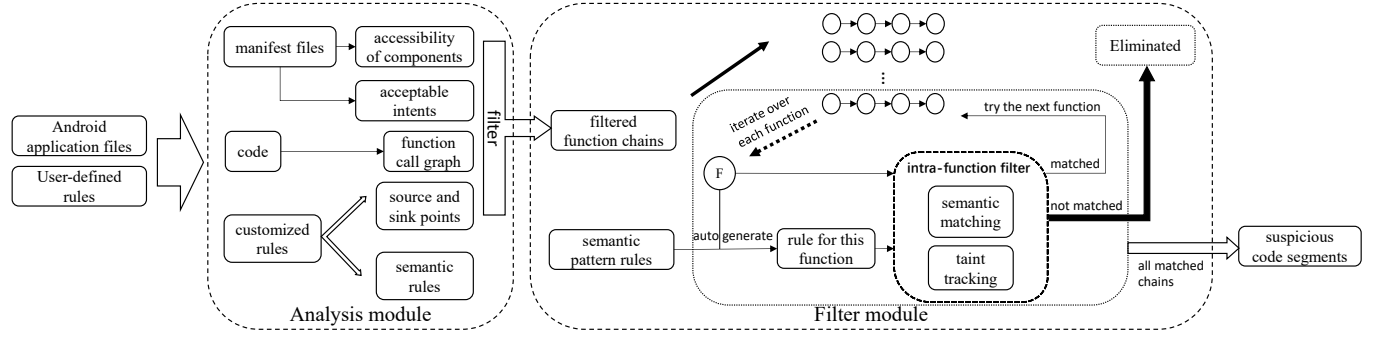 Android
application files
User-defined
rules
manifest files
accessibility
of components
acceptable
intents
code
function
call graph
customized
rules
source and
sink points
semantic
rules
filter
Analysis module
filtered
function chains
semantic
pattern rules
...
iterate over
each function
F
auto generate
rule for this
function
intra-function filter
semantic
matching
taint
tracking
try the next function
matched
not matched
Eliminated
all matched
chains
Filter module
suspicious
code segments